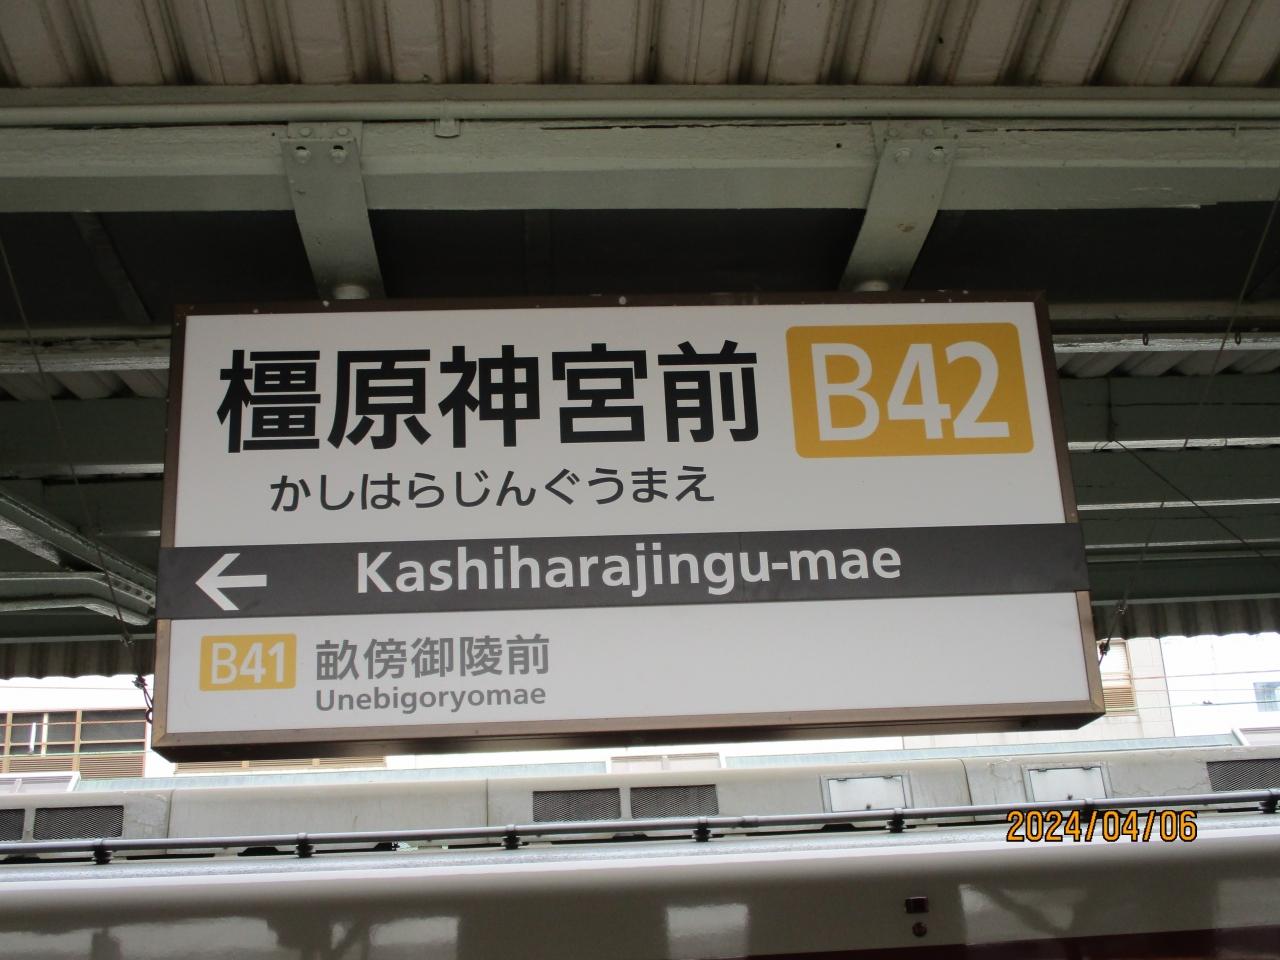 橿原神宮前 B42
かしはらじんぐうまえ
← Kashiharajingu-mae
B41 畝傍御陵前
Unebigoryomae
2024/04/06